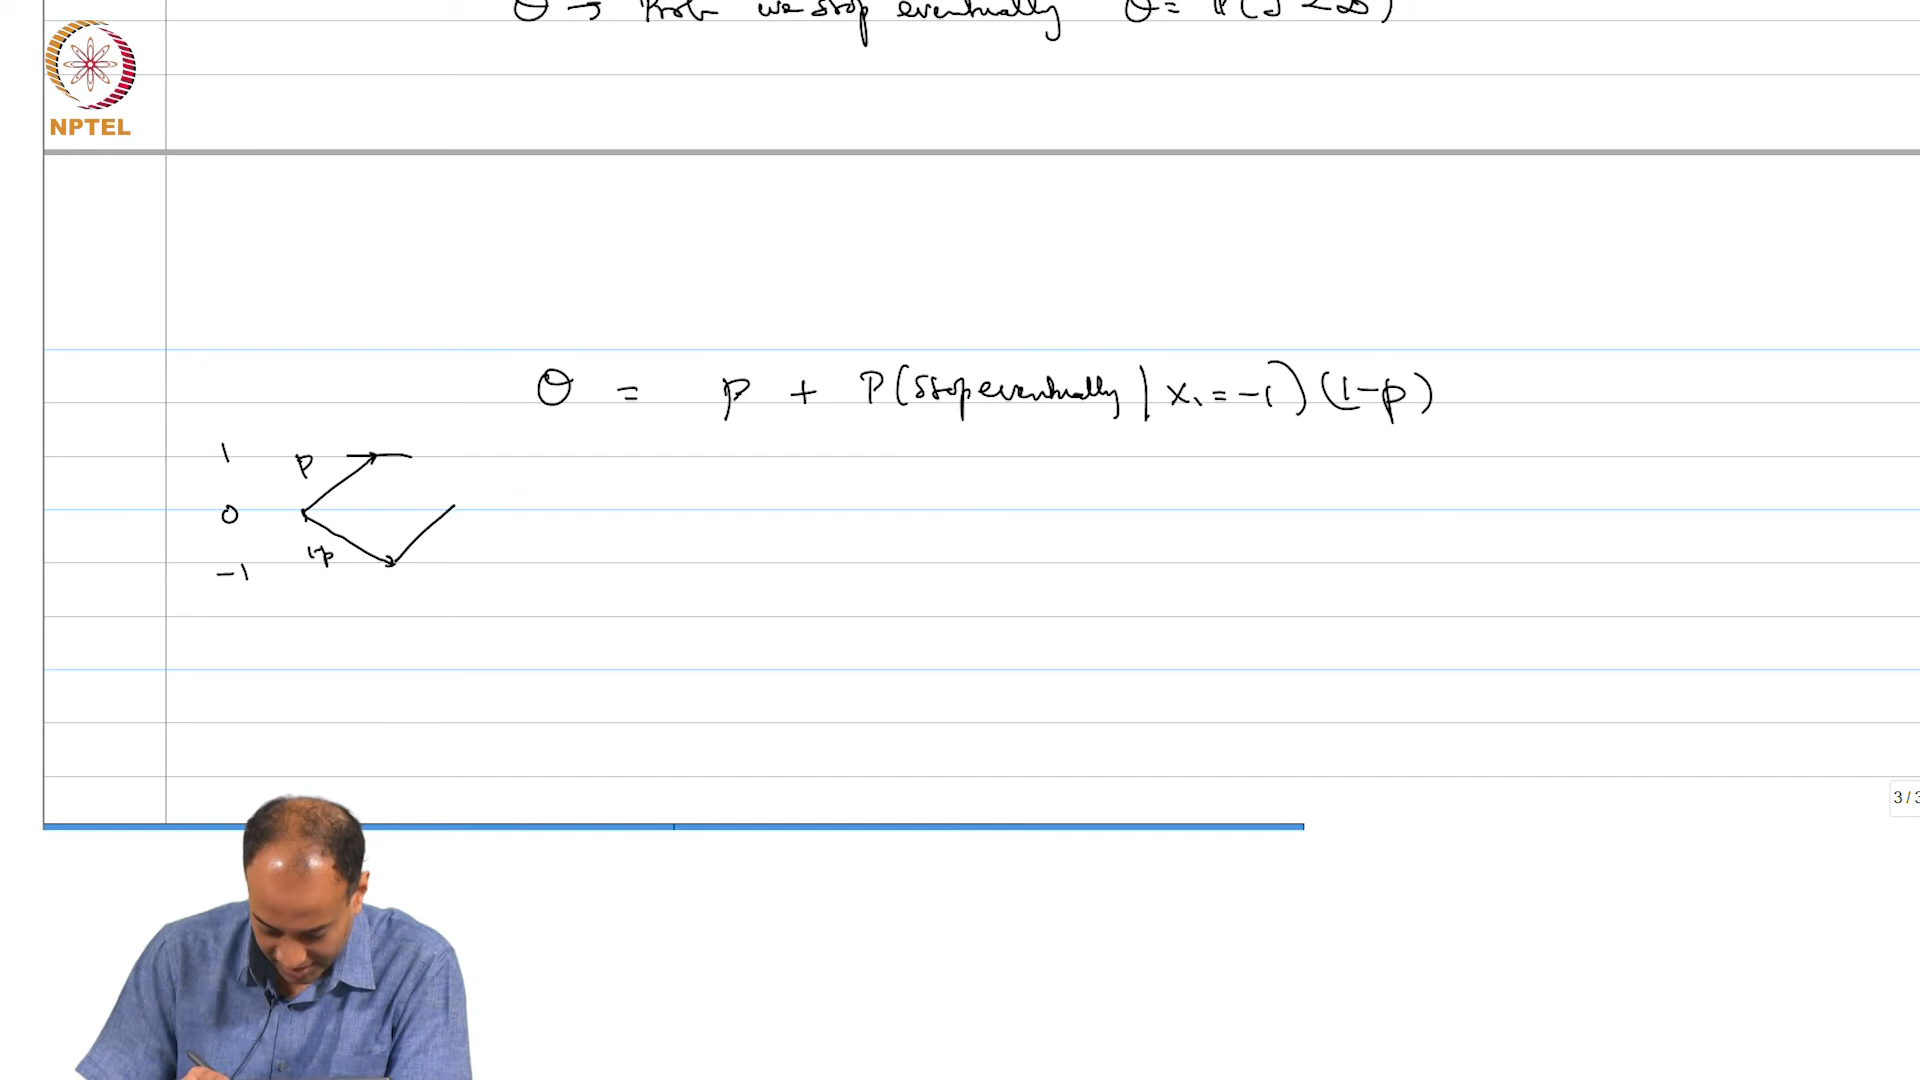 θ → Prob we stop eventually θ = P(J < ∞)
NPTEL
θ = p + P(stop eventually | X₁ = -1) (1-p)
1 p
0
1-p
-1
3/3